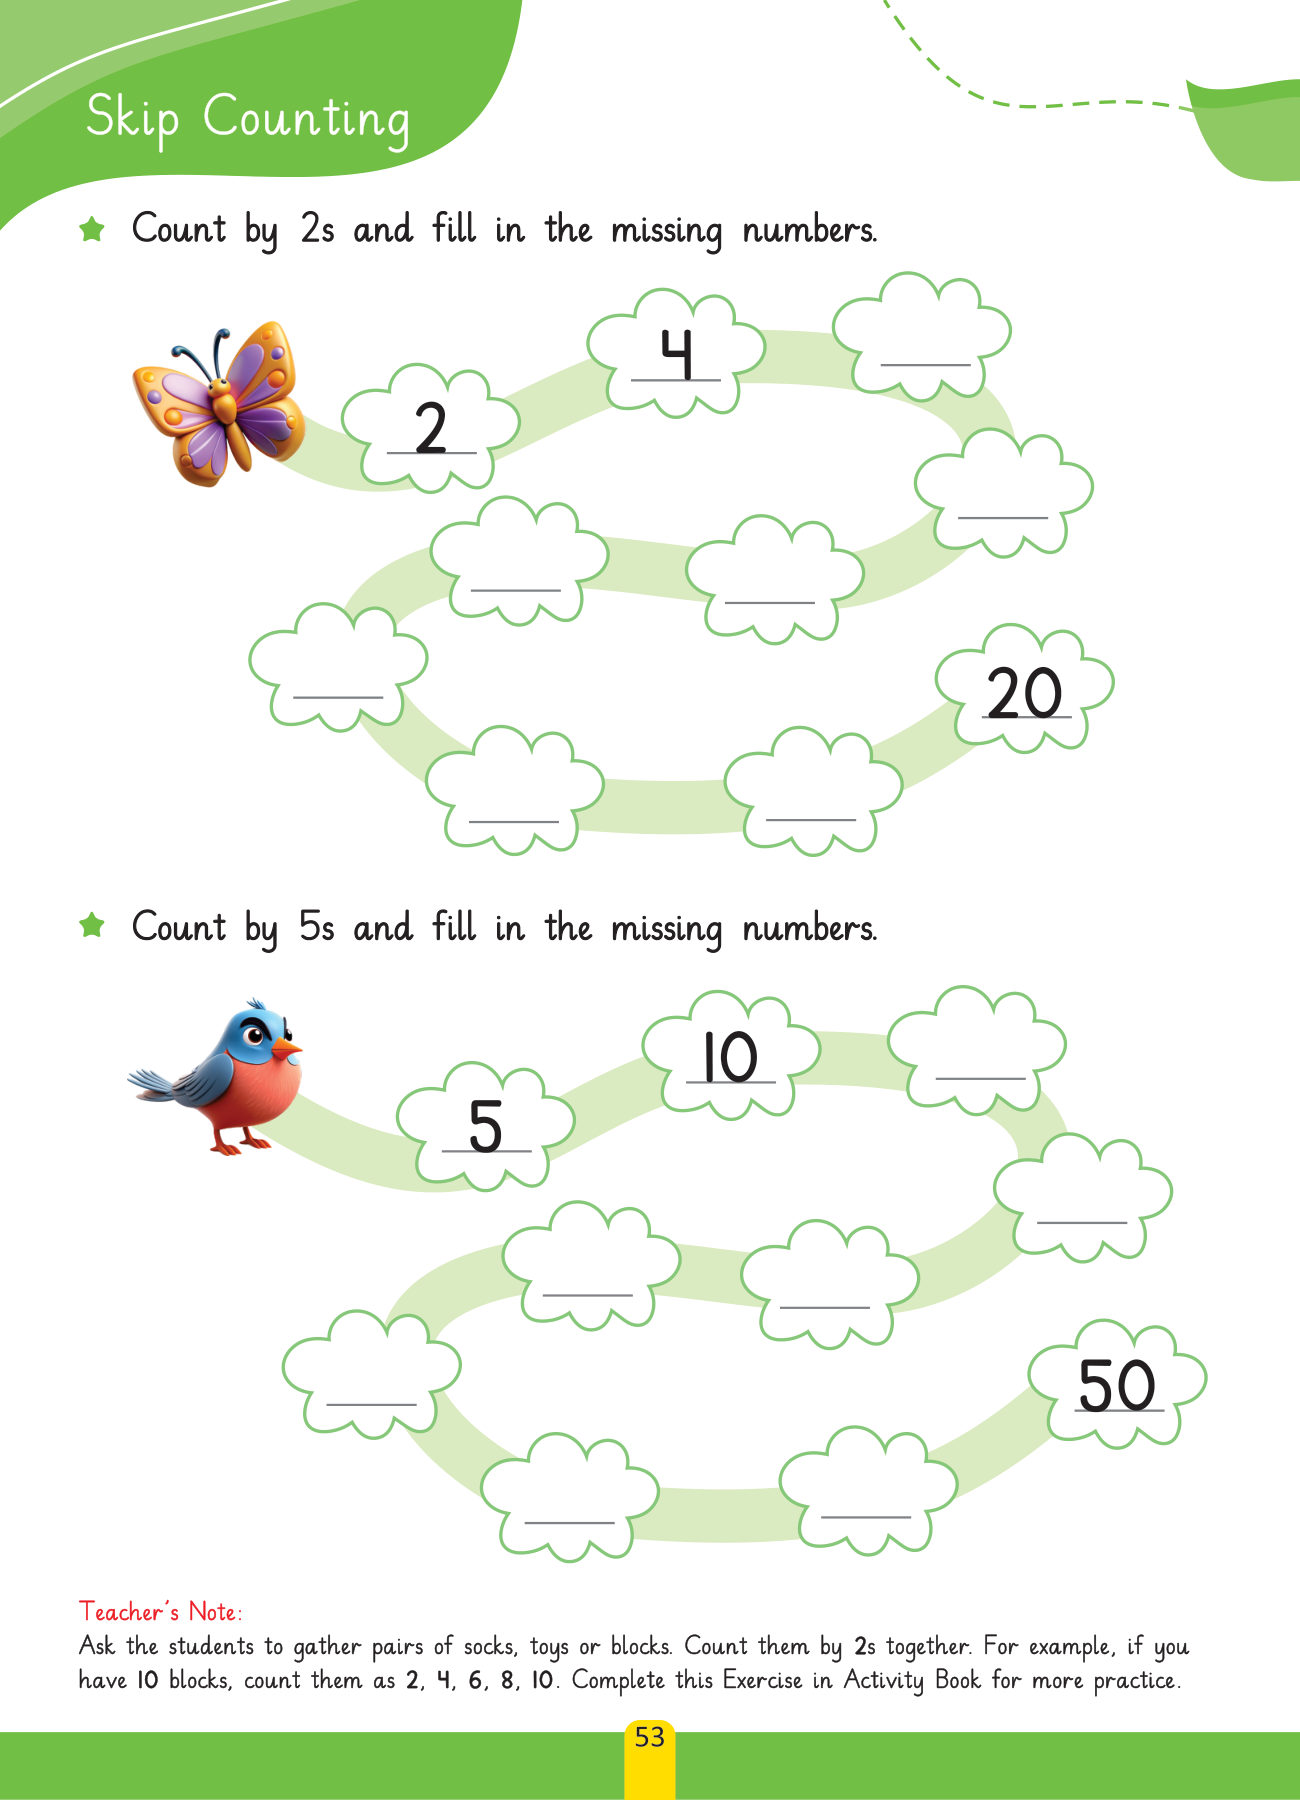 Skip Counting
Count by 2s and fill in the missing numbers.
2
4
20
Count by 5s and fill in the missing numbers.
5
10
50
Teacher's Note:
Ask the students to gather pairs of socks, toys or blocks. Count them by 2s together. For example, if you
have 10 blocks, count them as 2, 4, 6, 8, 10. Complete this Exercise in Activity Book for more practice.
53